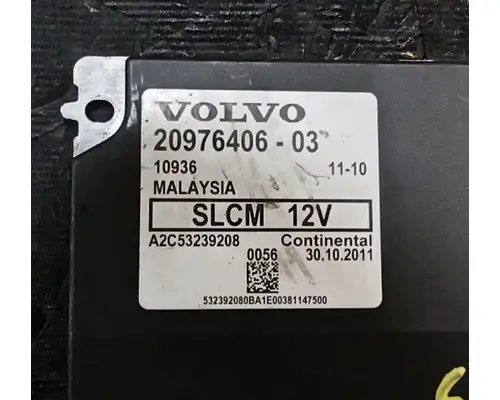 VOLVO
20976406 - 03
10936 11-10
MALAYSIA
SLCM 12V
A2C53239208 Continental
0056 30.10.2011
532392080BA1E00381147500